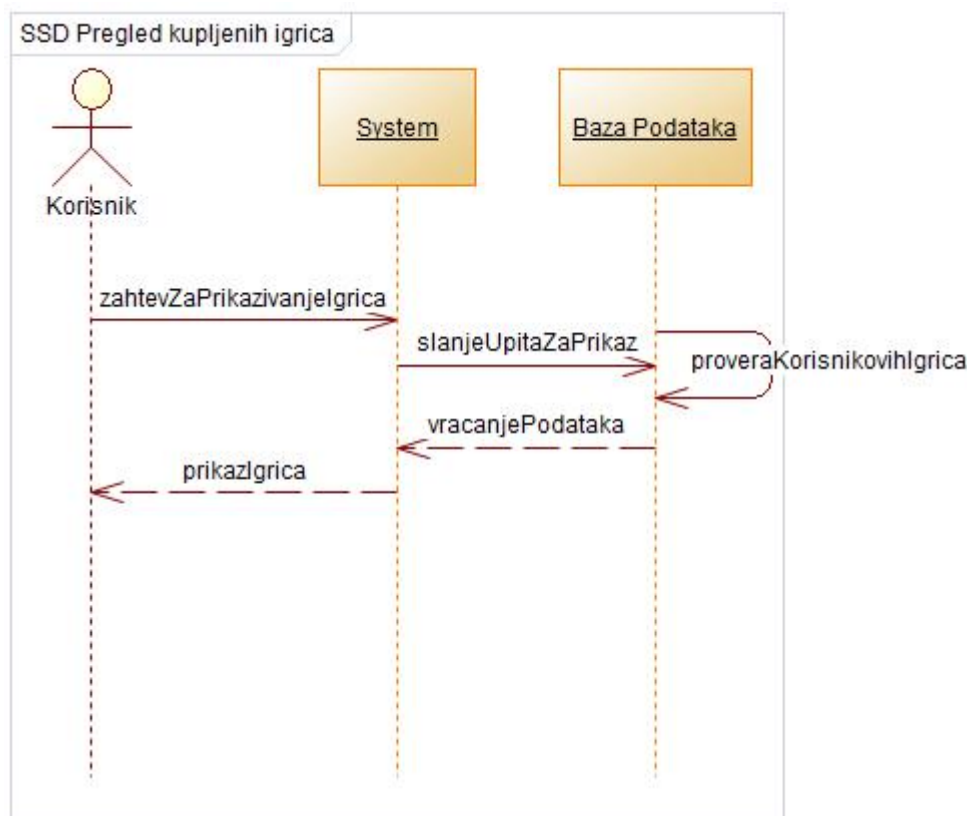 SSD Pregled kupljenih igrica
Korisnik
System
Baza Podataka
zahtevZaPrikazivanjeIgrica
slanjeUpitaZaPrikaz
proveraKorisnikovihIgrica
vracanjePodataka
prikazIgrica